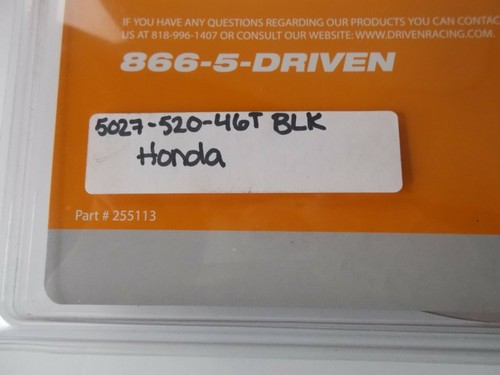 IF YOU HAVE ANY QUESTIONS REGARDING OUR PRODUCTS YOU CAN CONTAC
US AT 818-996-1407 OR CONSULT OUR WEBSITE: WWW.DRIVENRACING.COM
866-5-DRIVEN
5027-520-46T BLK
Honda
Part # 255113